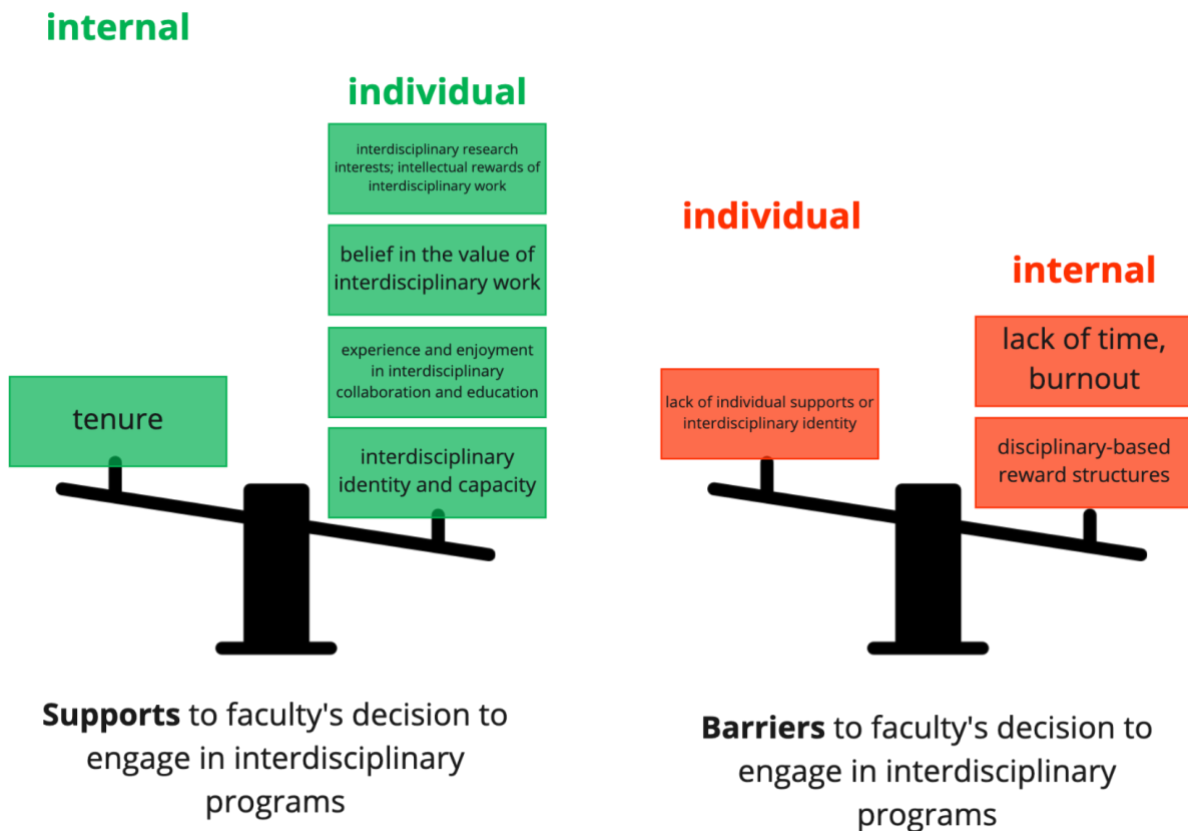 internal
individual
interdisciplinary research
interests; intellectual rewards of
interdisciplinary work
belief in the value of
interdisciplinary work
experience and enjoyment
in interdisciplinary
collaboration and education
interdisciplinary
identity and capacity
tenure
Supports to faculty's decision to
engage in interdisciplinary
programs
individual
internal
lack of individual supports or
interdisciplinary identity
lack of time,
burnout
disciplinary-based
reward structures
Barriers to faculty's decision to
engage in interdisciplinary
programs